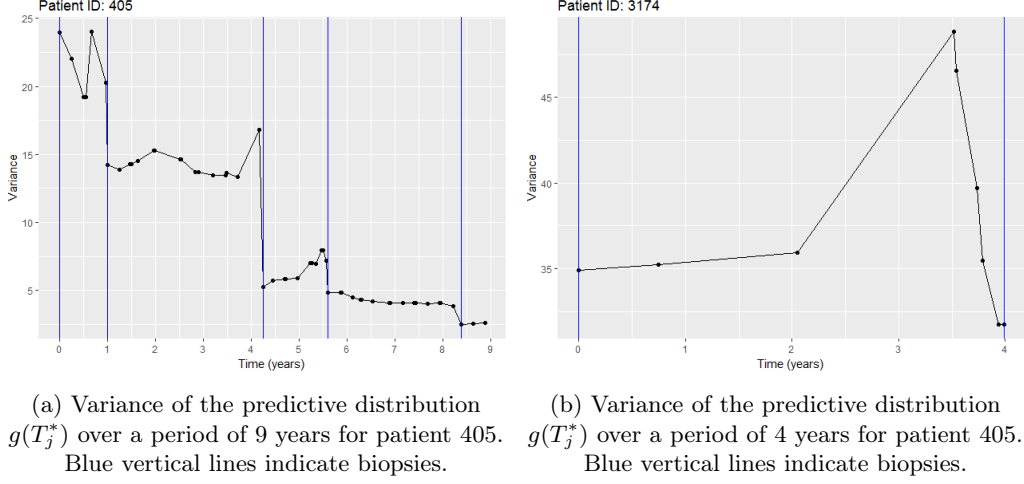 Patient ID: 405
25
20
15
10
5
Variance
0 1 2 3 4 5 6 7 8 9
Time (years)
Patient ID: 3174
45
40
35
Variance
0 1 2 3 4
Time (years)
(a) Variance of the predictive distribution
g(T_j^*) over a period of 9 years for patient 405.
Blue vertical lines indicate biopsies.
(b) Variance of the predictive distribution
g(T_j^*) over a period of 4 years for patient 405.
Blue vertical lines indicate biopsies.